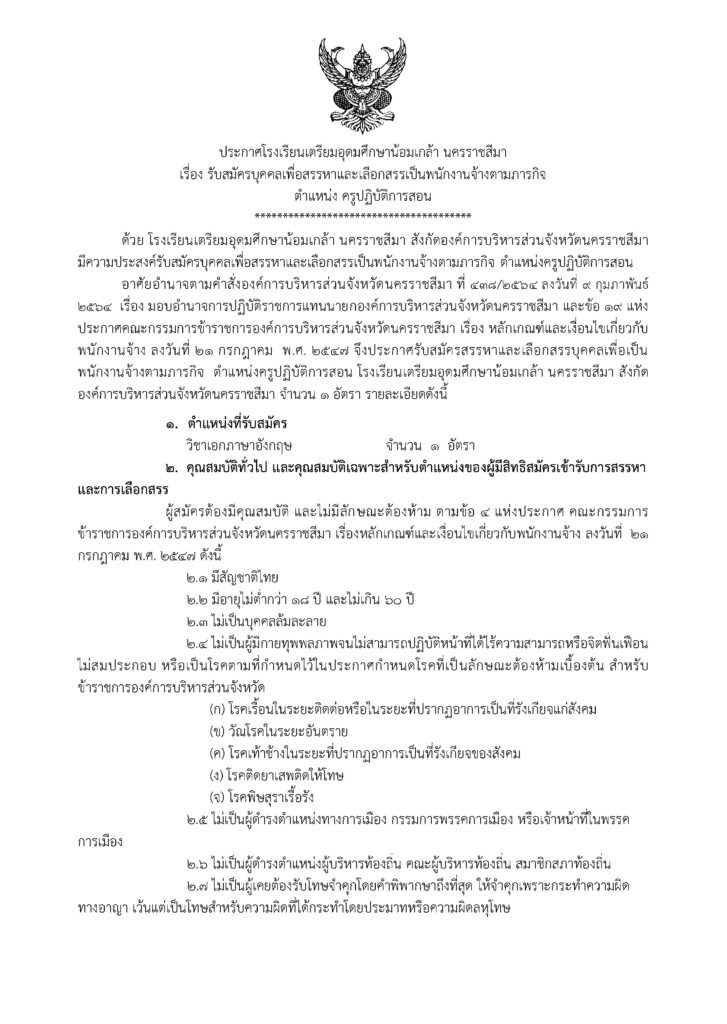 ประกาศโรงเรียนเตรียมอุดมศึกษาน้อมเกล้า นครราชสีมา
เรื่อง รับสมัครบุคคลเพื่อสรรหาและเลือกสรรเป็นพนักงานจ้างตามภารกิจ
ตำแหน่ง ครูปฏิบัติการสอน
***************************************
ด้วย โรงเรียนเตรียมอุดมศึกษาน้อมเกล้า นครราชสีมา สังกัดองค์การบริหารส่วนจังหวัดนครราชสีมา
มีความประสงค์รับสมัครบุคคลเพื่อสรรหาและเลือกสรรเป็นพนักงานจ้างตามภารกิจ ตำแหน่งครูปฏิบัติการสอน
อาศัยอำนาจตามคำสั่งองค์การบริหารส่วนจังหวัดนครราชสีมา ที่ ๔๓๘/๒๕๖๔ ลงวันที่ ๙ กุมภาพันธ์
๒๕๖๔ เรื่อง มอบอำนาจการปฏิบัติราชการแทนนายกองค์การบริหารส่วนจังหวัดนครราชสีมา และข้อ ๑๙ แห่ง
ประกาศคณะกรรมการข้าราชการองค์การบริหารส่วนจังหวัดนครราชสีมา เรื่อง หลักเกณฑ์และเงื่อนไขเกี่ยวกับ
พนักงานจ้าง ลงวันที่ ๒๑ กรกฎาคม พ.ศ. ๒๕๔๗ จึงประกาศรับสมัครสรรหาและเลือกสรรบุคคลเพื่อเป็น
พนักงานจ้างตามภารกิจ ตำแหน่งครูปฏิบัติการสอน โรงเรียนเตรียมอุดมศึกษาน้อมเกล้า นครราชสีมา สังกัด
องค์การบริหารส่วนจังหวัดนครราชสีมา จำนวน ๑ อัตรา รายละเอียดดังนี้
๑. ตำแหน่งที่รับสมัคร
วิชาเอกภาษาอังกฤษ จำนวน ๑ อัตรา
๒. คุณสมบัติทั่วไป และคุณสมบัติเฉพาะสำหรับตำแหน่งของผู้มีสิทธิสมัครเข้ารับการสรรหา
และการเลือกสรร
ผู้สมัครต้องมีคุณสมบัติ และไม่มีลักษณะต้องห้าม ตามข้อ ๔ แห่งประกาศ คณะกรรมการ
ข้าราชการองค์การบริหารส่วนจังหวัดนครราชสีมา เรื่องหลักเกณฑ์และเงื่อนไขเกี่ยวกับพนักงานจ้าง ลงวันที่ ๒๑
กรกฎาคม พ.ศ. ๒๕๔๗ ดังนี้
๒.๑ มีสัญชาติไทย
๒.๒ มีอายุไม่ต่ำกว่า ๑๘ ปี และไม่เกิน ๖๐ ปี
๒.๓ ไม่เป็นบุคคลล้มละลาย
๒.๔ ไม่เป็นผู้มีกายทุพพลภาพจนไม่สามารถปฏิบัติหน้าที่ได้ไร้ความสามารถหรือจิตฟั่นเฟือน
ไม่สมประกอบ หรือเป็นโรคตามที่กำหนดไว้ในประกาศกำหนดโรคที่เป็นลักษณะต้องห้ามเบื้องต้น สำหรับ
ข้าราชการองค์การบริหารส่วนจังหวัด
(ก) โรคเรื้อนในระยะติดต่อหรือในระยะที่ปรากฏอาการเป็นที่รังเกียจแก่สังคม
(ข) วัณโรคในระยะอันตราย
(ค) โรคเท้าช้างในระยะที่ปรากฏอาการเป็นที่รังเกียจของสังคม
(ง) โรคติดยาเสพติดให้โทษ
(จ) โรคพิษสุราเรื้อรัง
๒.๕ ไม่เป็นผู้ดำรงตำแหน่งทางการเมือง กรรมการพรรคการเมือง หรือเจ้าหน้าที่ในพรรค
การเมือง
๒.๖ ไม่เป็นผู้ดำรงตำแหน่งผู้บริหารท้องถิ่น คณะผู้บริหารท้องถิ่น สมาชิกสภาท้องถิ่น
๒.๗ ไม่เป็นผู้เคยต้องรับโทษจำคุกโดยคำพิพากษาถึงที่สุด ให้จำคุกเพราะกระทำความผิด
ทางอาญา เว้นแต่เป็นโทษสำหรับความผิดที่ได้กระทำโดยประมาทหรือความผิดลหุโทษ